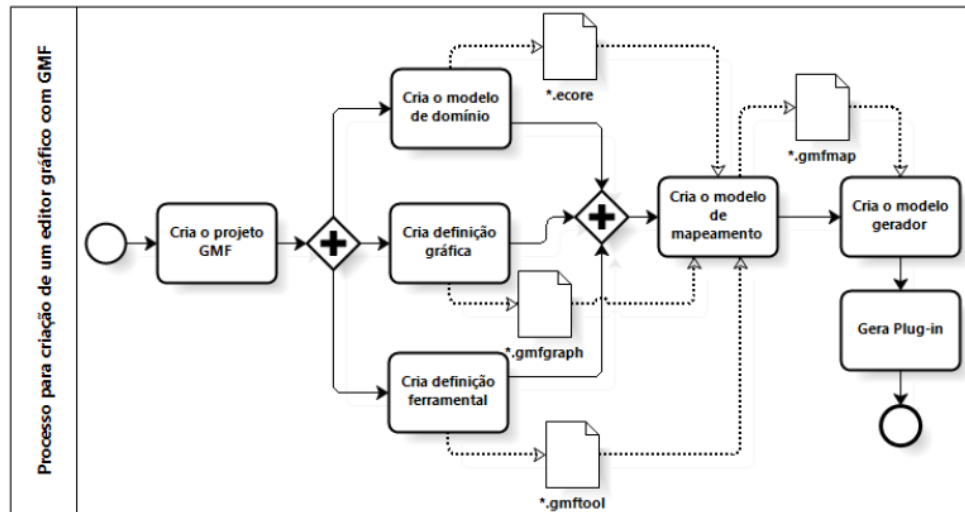 Processo para criação de um editor gráfico com GMF
Cria o projeto
GMF
Cria o modelo
de domínio
*.ecore
Cria definição
gráfica
*.gmfgraph
Cria definição
ferramental
*.gmftool
Cria o modelo
de
mapeamento
*.gmfmap
Cria o modelo
gerador
Gera Plug-in